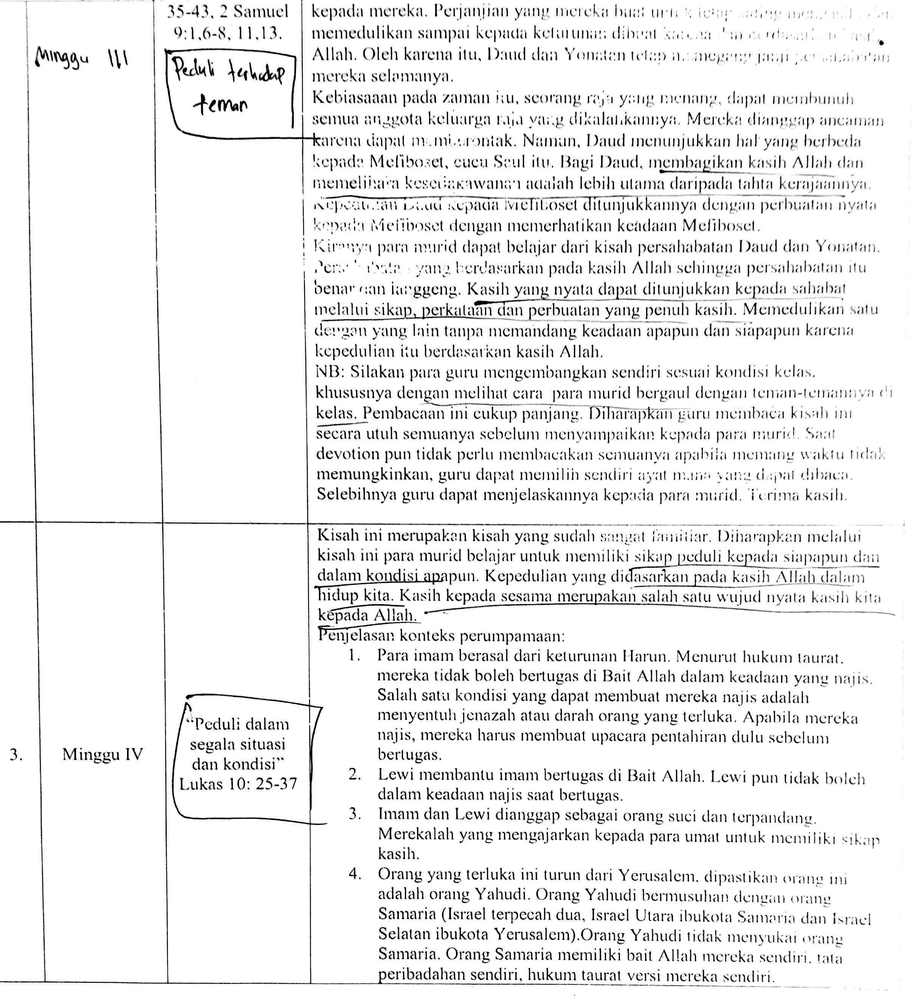 35-43, 2 Samuel
9:1,6-8, 11,13.
Minggu III
Peduli terhadap
teman
kepada mereka. Perjanjian yang mereka buat untuk tetap saling
memedulikan sampai kepada keturunan dibuat karena dan berdasarkan kasih
Allah. Oleh karena itu, Daud dan Yonatan tetap memegang janji persahabatan
mereka selamanya.
Kebiasaaan pada zaman itu, seorang raja yang menang, dapat membunuh
semua anggota keluarga raja yang dikalahkannya. Mereka dianggap ancaman
karena dapat memberontak. Namun, Daud menunjukkan hal yang berbeda
kepada Mefiboset, cucu Saul itu. Bagi Daud, membagikan kasih Allah dan
memelihara kesetiakawanan adalah lebih utama daripada tahta kerajaannya.
Kepedulian Daud kepada Mefiboset ditunjukkannya dengan perbuatan nyata
kepada Mefiboset dengan memerhatikan keadaan Mefiboset.
Kiranya para murid dapat belajar dari kisah persahabatan Daud dan Yonatan.
Persahabatan yang berdasarkan pada kasih Allah sehingga persahabatan itu
benar dan langgeng. Kasih yang nyata dapat ditunjukkan kepada sahabat
melalui sikap, perkataan dan perbuatan yang penuh kasih. Memedulikan satu
dengan yang lain tanpa memandang keadaan apapun dan siapapun karena
kepedulian itu berdasarkan kasih Allah.
NB: Silakan para guru mengembangkan sendiri sesuai kondisi kelas.
khususnya dengan melihat cara para murid bergaul dengan teman-temannya di
kelas. Pembacaan ini cukup panjang. Diharapkan guru membaca kisah ini
secara utuh semuanya sebelum menyampaikan kepada para murid. Saat
devotion pun tidak perlu membacakan semuanya apabila memang waktu tidak
memungkinkan, guru dapat memilih sendiri ayat mana yang dapat dibaca.
Selebihnya guru dapat menjelaskannya kepada para murid. Terima kasih.
3.
Minggu IV
“Peduli dalam
segala situasi
dan kondisi”
Lukas 10: 25-37
Kisah ini merupakan kisah yang sudah sangat familiar. Diharapkan melalui
kisah ini para murid belajar untuk memiliki sikap peduli kepada siapapun dan
dalam kondisi apapun. Kepedulian yang didasarkan pada kasih Allah dalam
hidup kita. Kasih kepada sesama merupakan salah satu wujud nyata kasih kita
kepada Allah.
Penjelasan konteks perumpamaan:
1. Para imam berasal dari keturunan Harun. Menurut hukum taurat,
mereka tidak boleh bertugas di Bait Allah dalam keadaan yang najis.
Salah satu kondisi yang dapat membuat mereka najis adalah
menyentuh jenazah atau darah orang yang terluka. Apabila mereka
najis, mereka harus membuat upacara pentahiran dulu sebelum
bertugas.
2. Lewi membantu imam bertugas di Bait Allah. Lewi pun tidak boleh
dalam keadaan najis saat bertugas.
3. Imam dan Lewi dianggap sebagai orang suci dan terpandang.
Merekalah yang mengajarkan kepada para umat untuk memiliki sikap
kasih.
4. Orang yang terluka ini turun dari Yerusalem, dipastikan orang ini
adalah orang Yahudi. Orang Yahudi bermusuhan dengan orang
Samaria (Israel terpecah dua, Israel Utara ibukota Samaria dan Israel
Selatan ibukota Yerusalem).Orang Yahudi tidak menyukai orang
Samaria. Orang Samaria memiliki bait Allah mereka sendiri, tata
peribadahan sendiri, hukum taurat versi mereka sendiri.